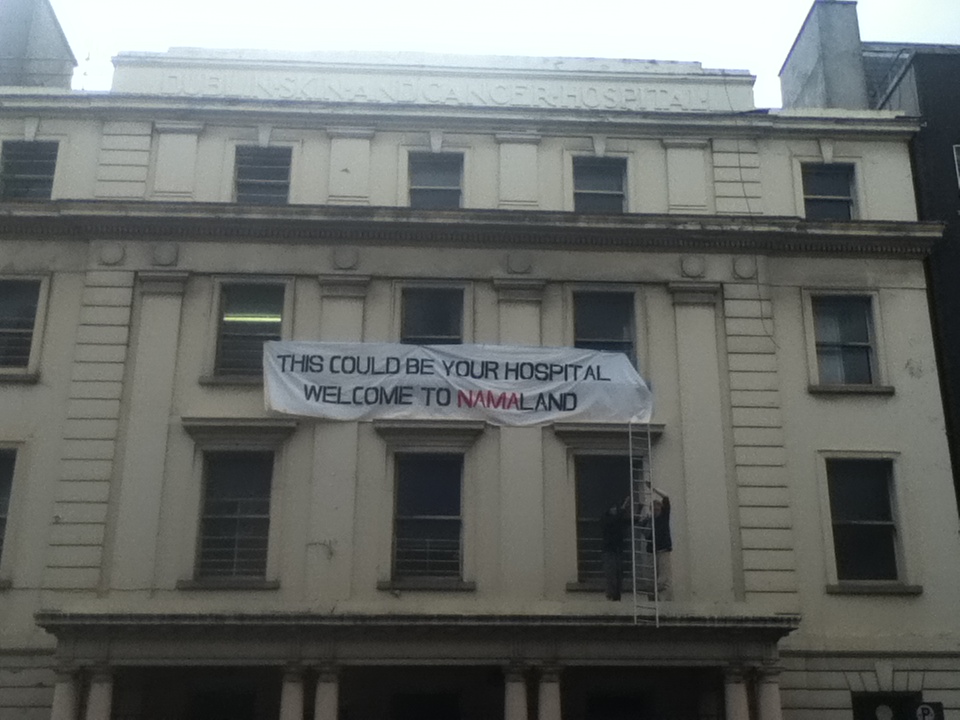 DUBLIN·SKIN·AND·CANCER·HOSPITAL
THIS COULD BE YOUR HOSPITAL
WELCOME TO NAMALAND
P